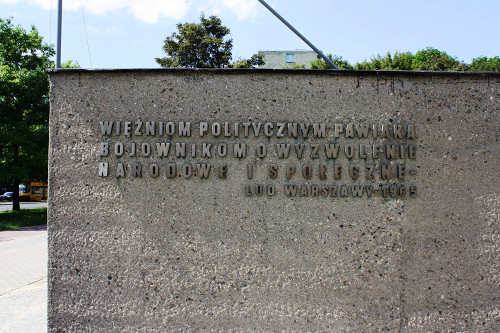 WIĘŹNIOM POLITYCZNYM PAWIAKA
BOJOWNIKOM O WYZWOLENIE
NARODOWE I SPOŁECZNE-
LUD WARSZAWY-1965